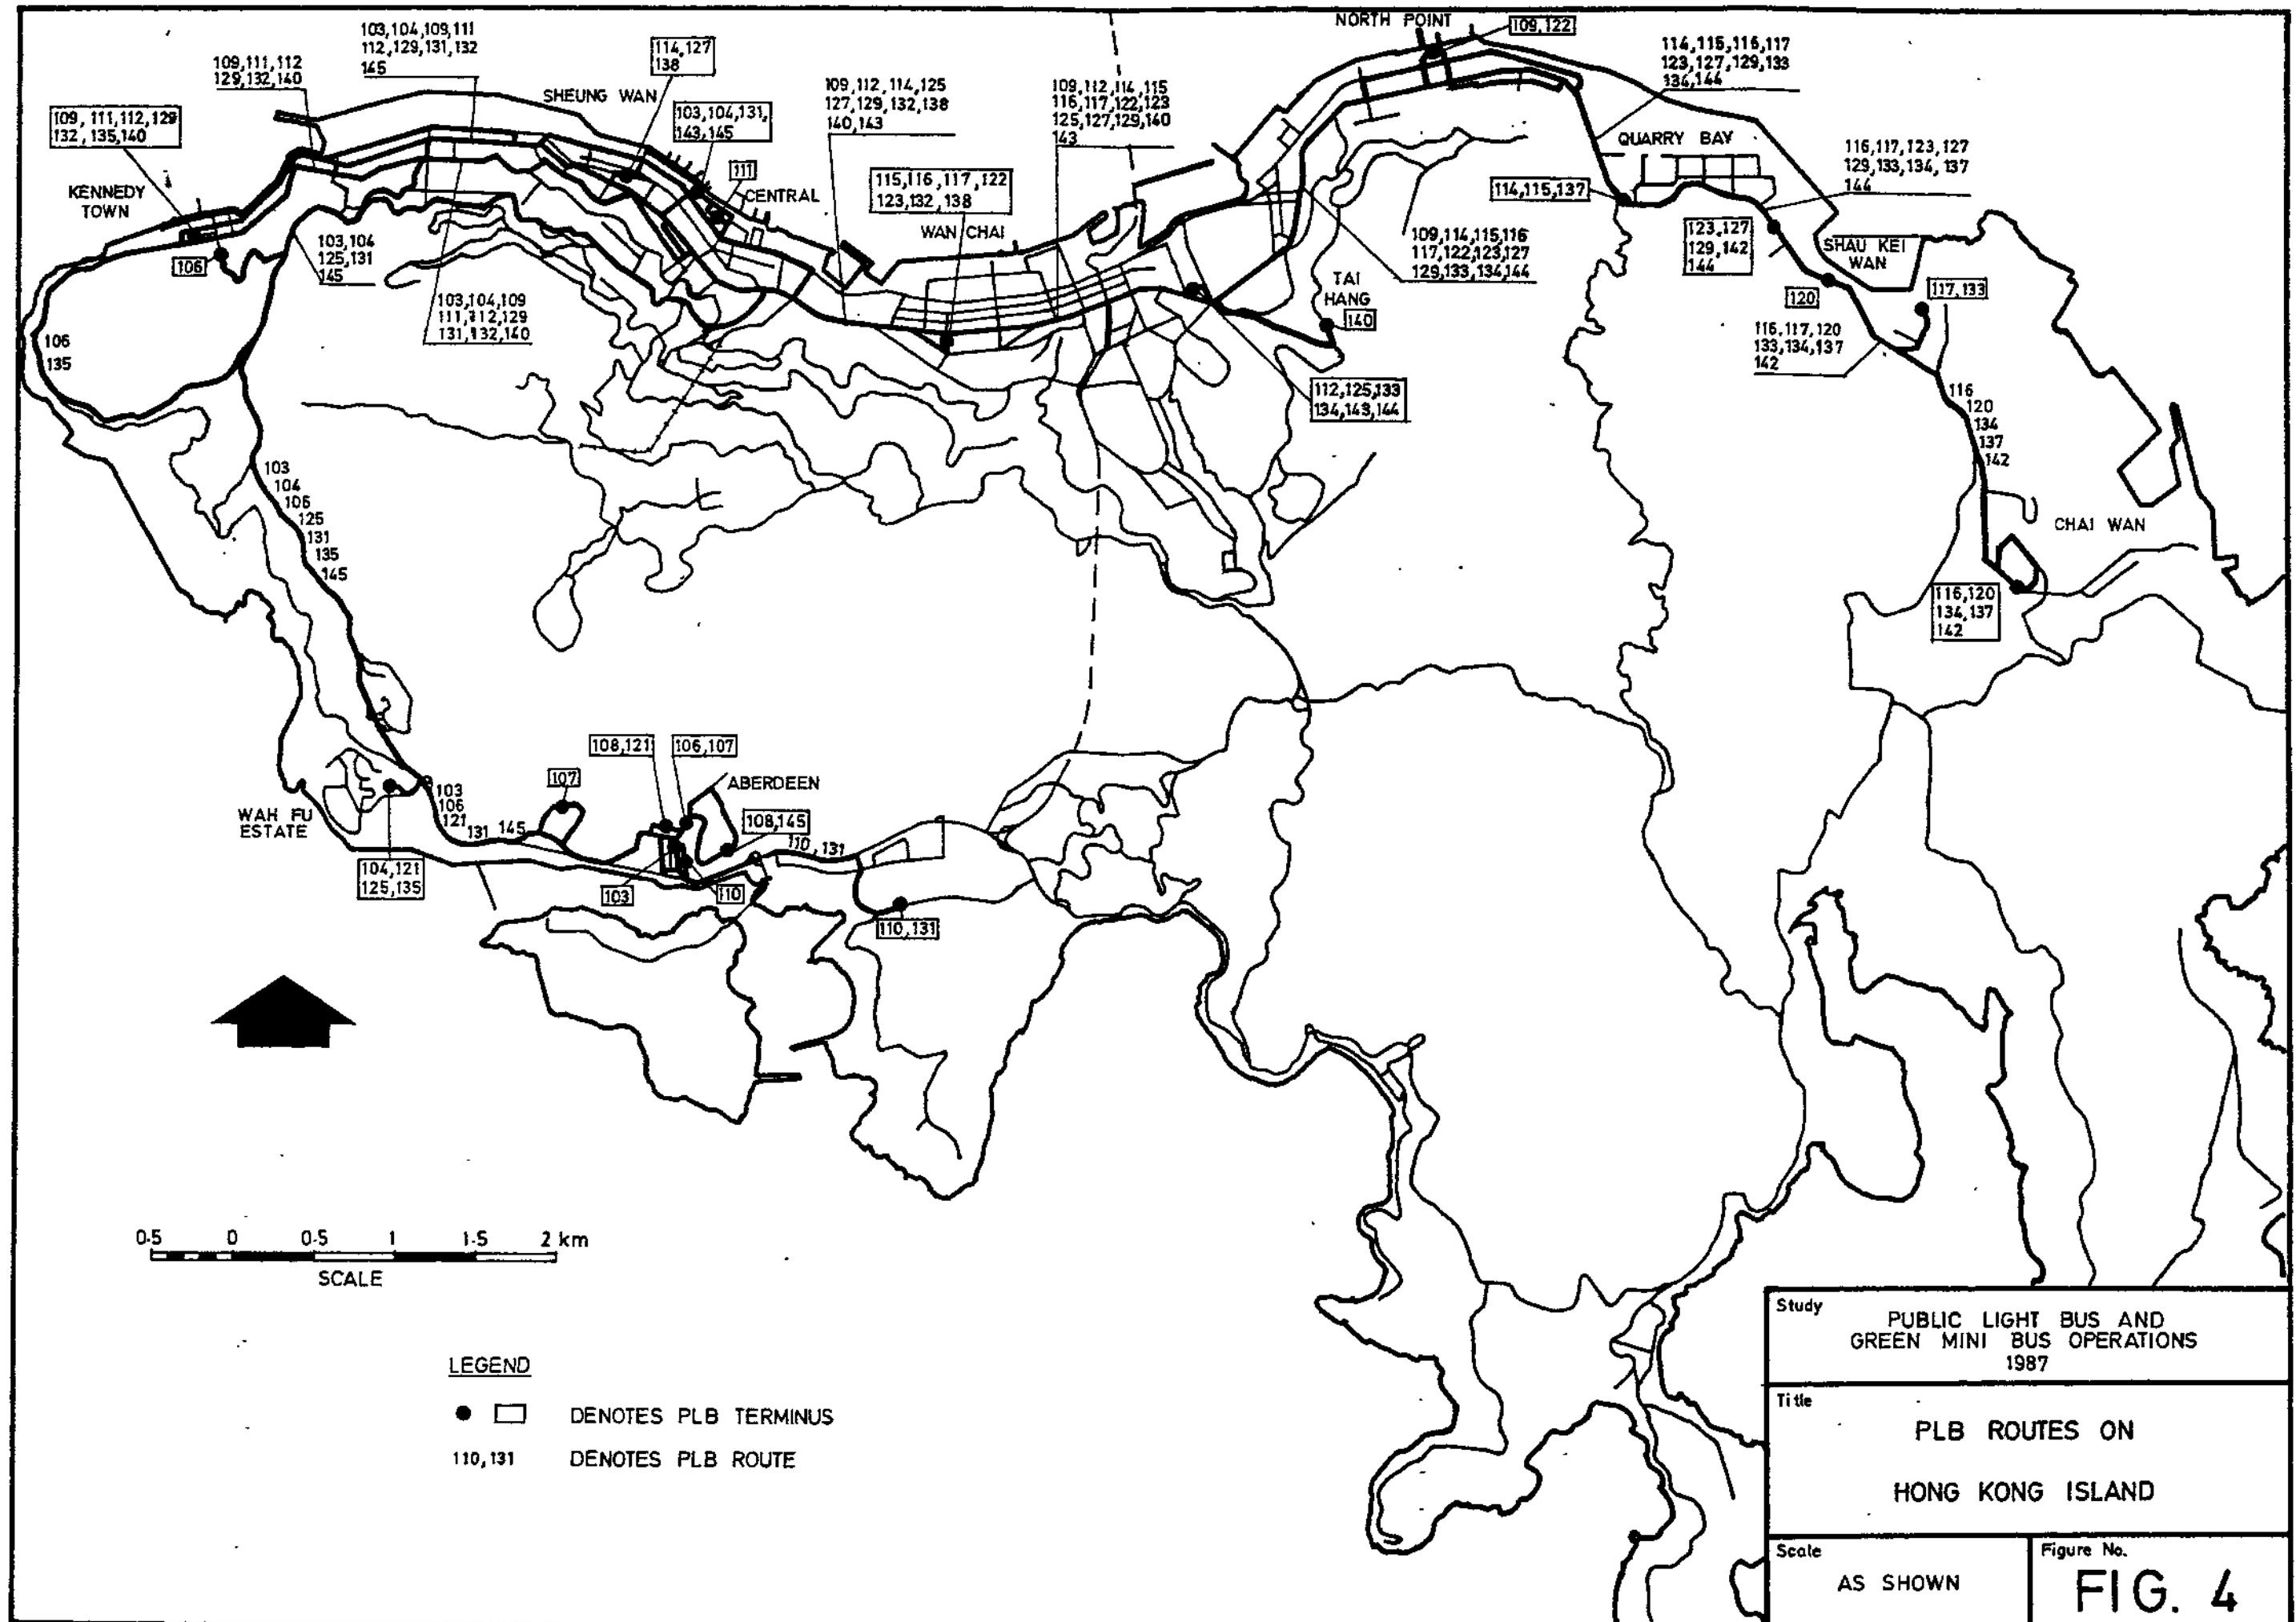 NORTH POINT
109,122
103,104,109,111
112,129,131,132
145
114,127
138
114,115,116,117
123,127,129,133
134,144
109,111,112
129,132,140
SHEUNG WAN
109,112,114,125
127,129,132,138
140,143
109,112,114,115
116,117,122,123
125,127,129,140
143
103,104,131,
143,145
109,111,112,129
132,135,140
QUARRY BAY
116,117,123,127
129,133,134,137
144
KENNEDY
TOWN
111
CENTRAL
115,116,117,122
123,132,138
114,115,137
WAN CHAI
123,127
129,142
144
SHAU KEI
WAN
103,104
125,131
145
106
109,114,115,116
117,122,123,127
129,133,134,144
TAI
HANG
140
120
117,133
103,104,109
111,112,129
131,132,140
106
135
116,117,120
133,134,137
142
112,125,133
134,143,144
116
120
134
137
142
103
104
106
125
131
135
145
CHAI WAN
116,120
134,137
142
108,121
106,107
107
ABERDEEN
WAH FU
ESTATE
103
106
121
131
145
108,145
110,131
104,121
125,135
103
110
110,131
0·5 0 0·5 1 1·5 2 km
SCALE
LEGEND
DENOTES PLB TERMINUS
110,131 DENOTES PLB ROUTE
Study
PUBLIC LIGHT BUS AND
GREEN MINI BUS OPERATIONS
1987
Title
PLB ROUTES ON
HONG KONG ISLAND
Scale
AS SHOWN
Figure No.
FIG. 4